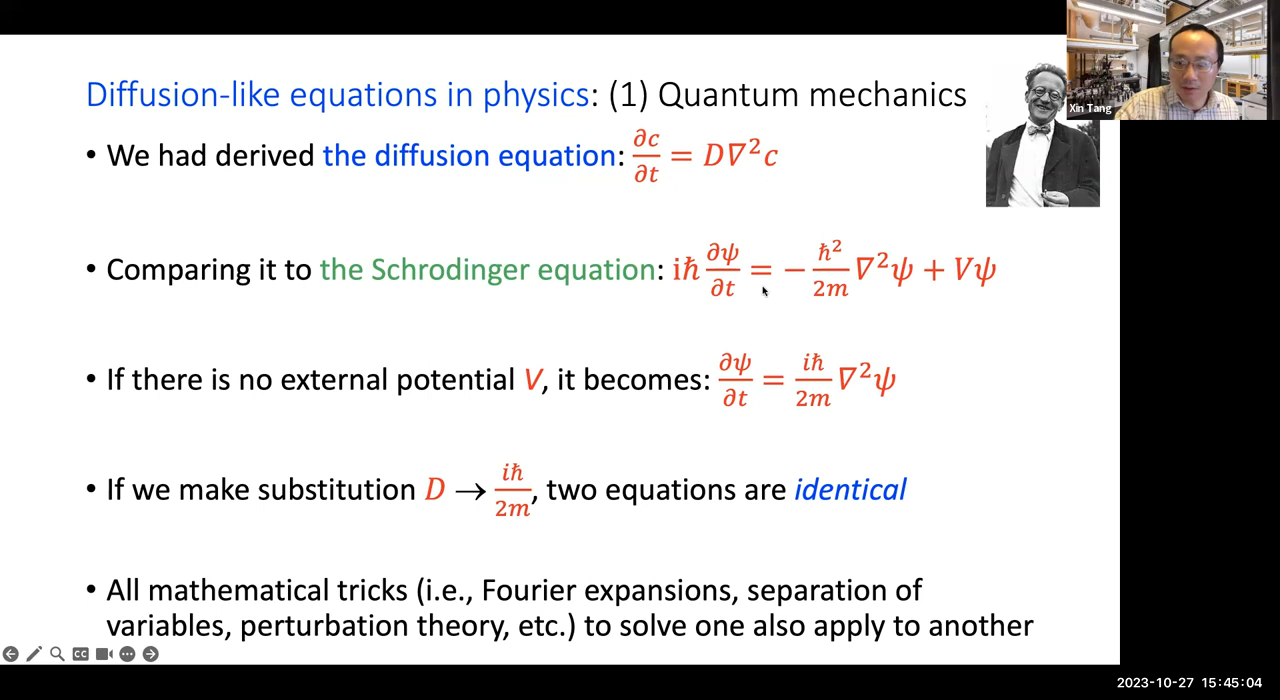 Diffusion-like equations in physics: (1) Quantum mechanics
Xin Tang
• We had derived the diffusion equation: ∂c/∂t = D∇²c
• Comparing it to the Schrodinger equation: iħ ∂ψ/∂t = − ħ²/2m ∇²ψ + Vψ
• If there is no external potential V, it becomes: ∂ψ/∂t = iħ/2m ∇²ψ
• If we make substitution D → iħ/2m, two equations are identical
• All mathematical tricks (i.e., Fourier expansions, separation of
variables, perturbation theory, etc.) to solve one also apply to another
CC
2023-10-27 15:45:04